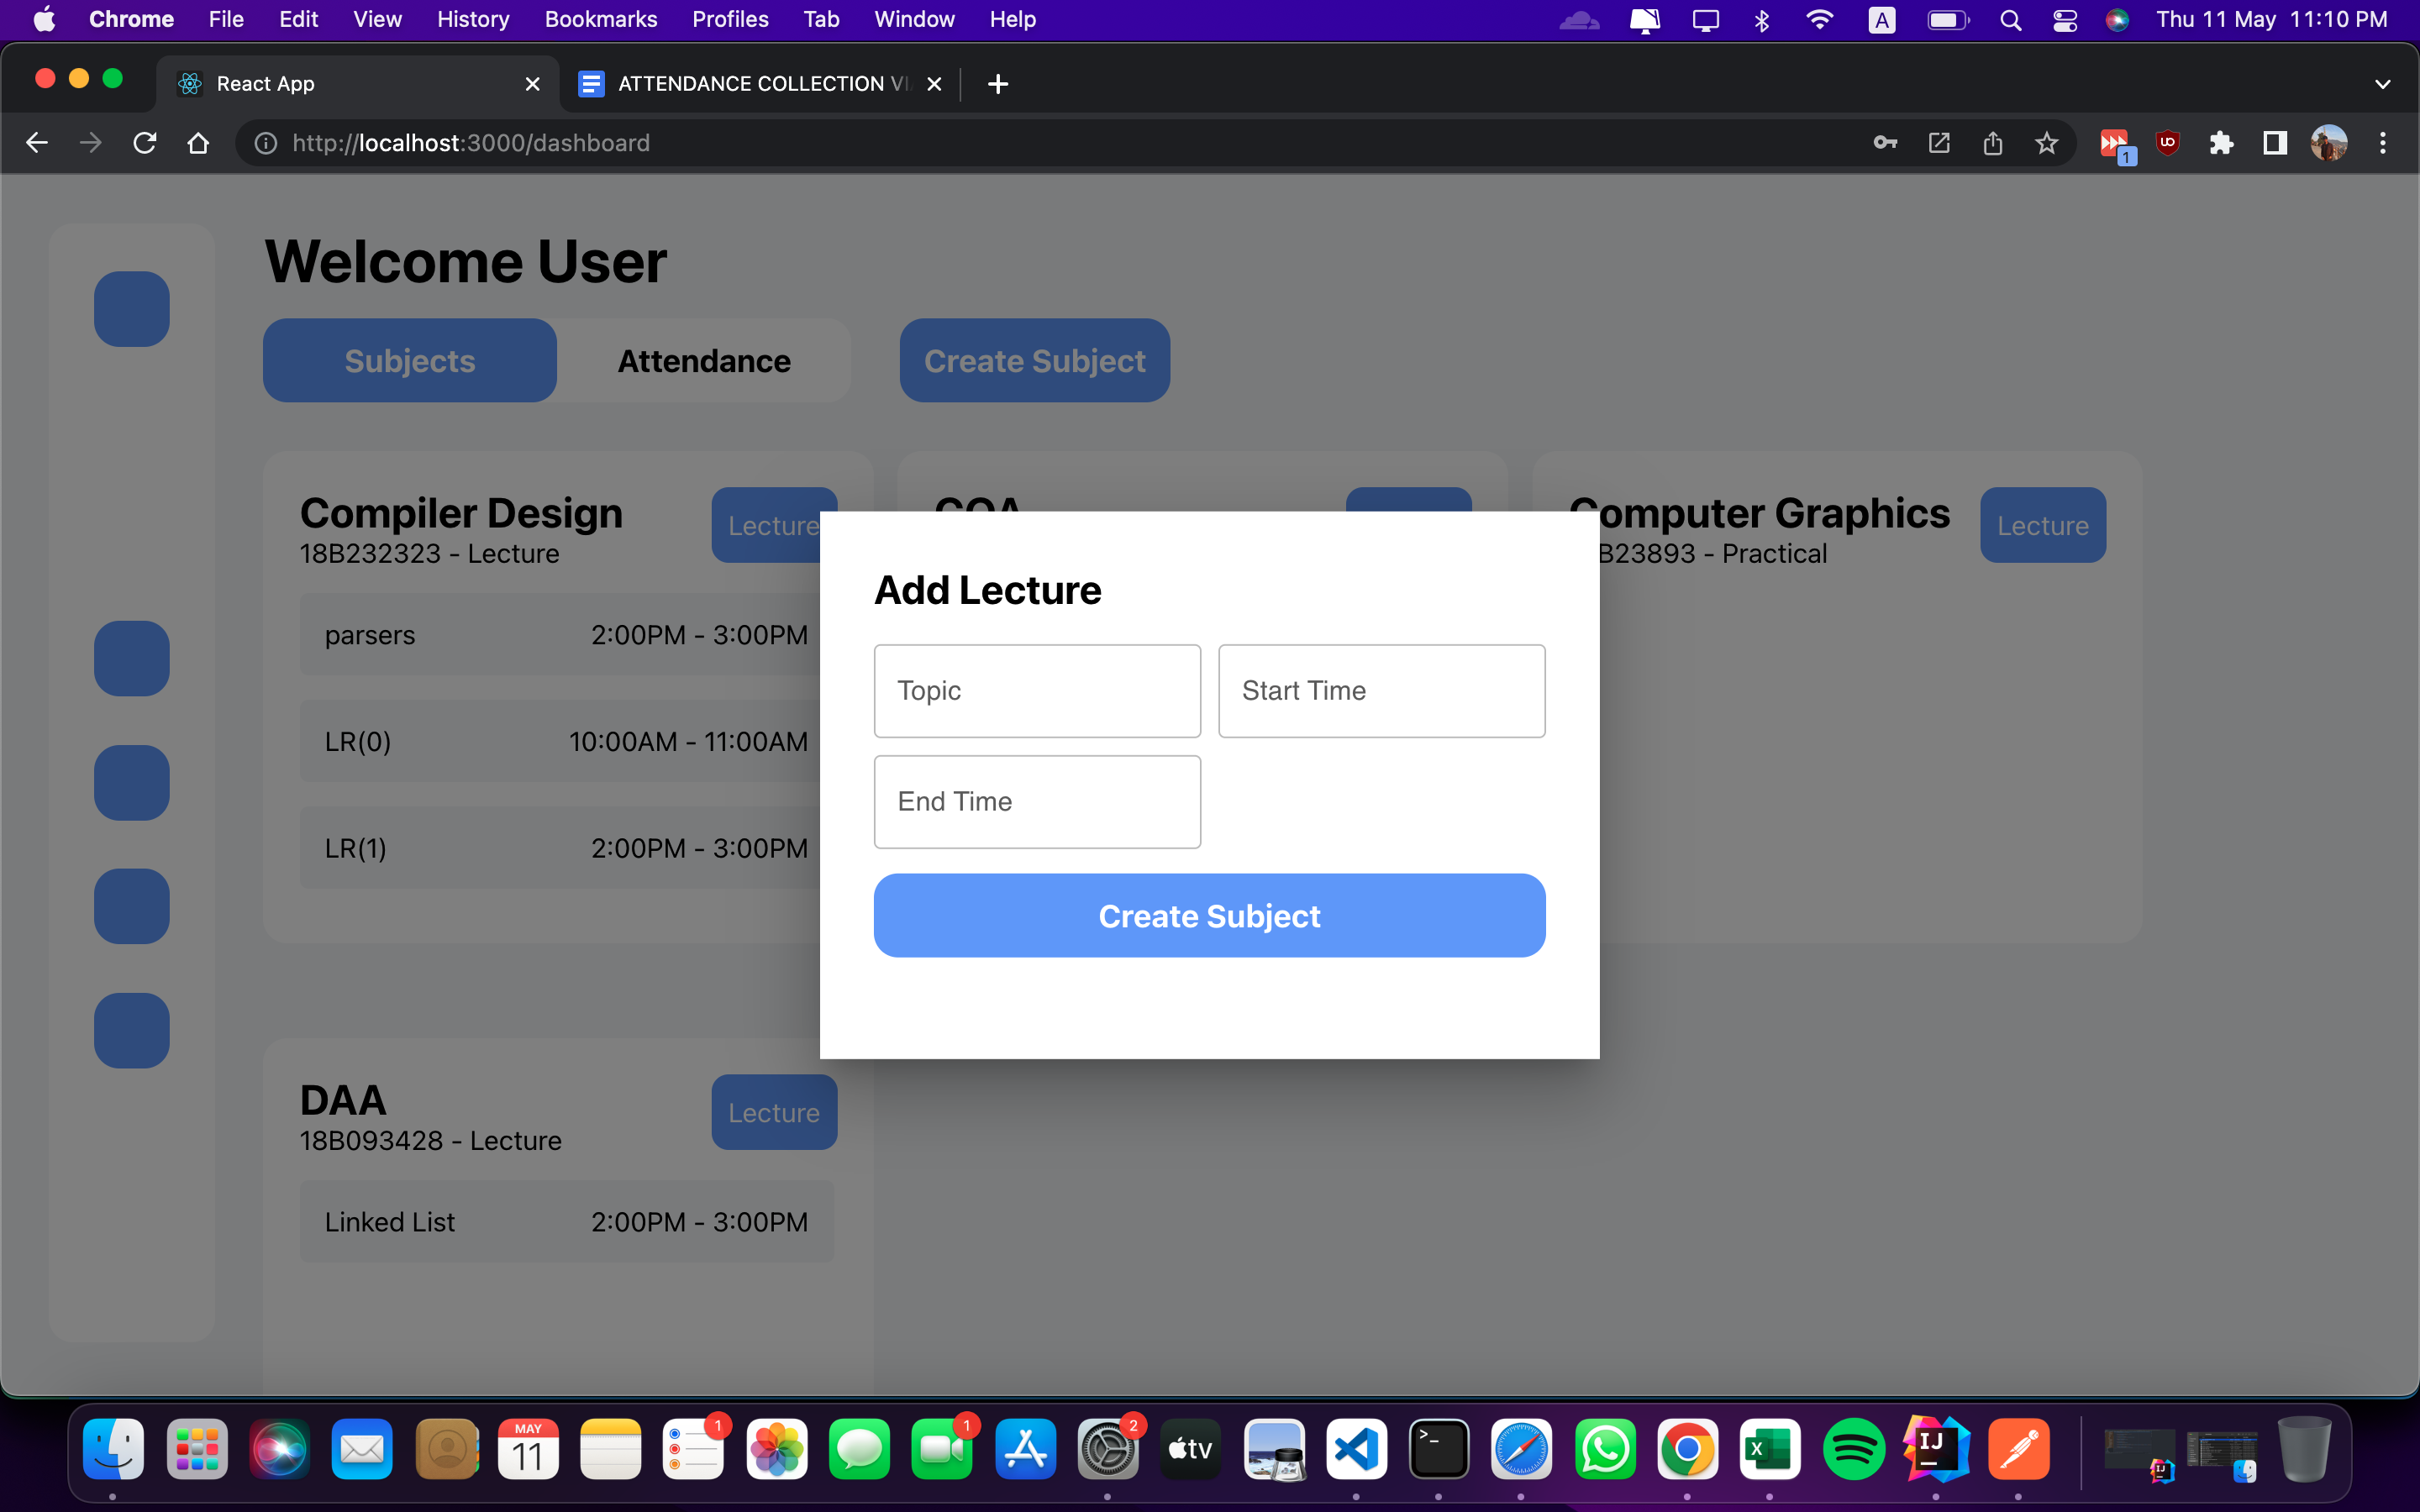 Chrome File Edit View History Bookmarks Profiles Tab Window Help A Thu 11 May 11:10 PM
React App ATTENDANCE COLLECTION VI
http://localhost:3000/dashboard 1
Welcome User
Subjects Attendance Create Subject
Compiler Design Lecture
18B232323 - Lecture
parsers 2:00PM - 3:00PM
LR(0) 10:00AM - 11:00AM
LR(1) 2:00PM - 3:00PM
Computer Graphics Lecture
B23893 - Practical
Add Lecture
Topic Start Time
End Time
Create Subject
DAA Lecture
18B093428 - Lecture
Linked List 2:00PM - 3:00PM
MAY
11
1
1
2
tv
>_
X
IJ
IJ